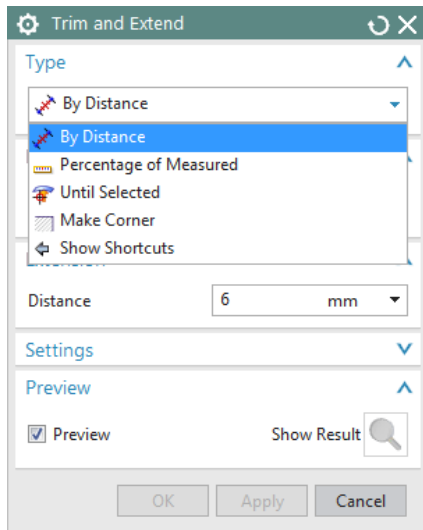 Trim and Extend
Type
By Distance
By Distance
Percentage of Measured
Until Selected
Make Corner
Show Shortcuts
Distance 6 mm
Settings
Preview
Preview Show Result
OK Apply Cancel